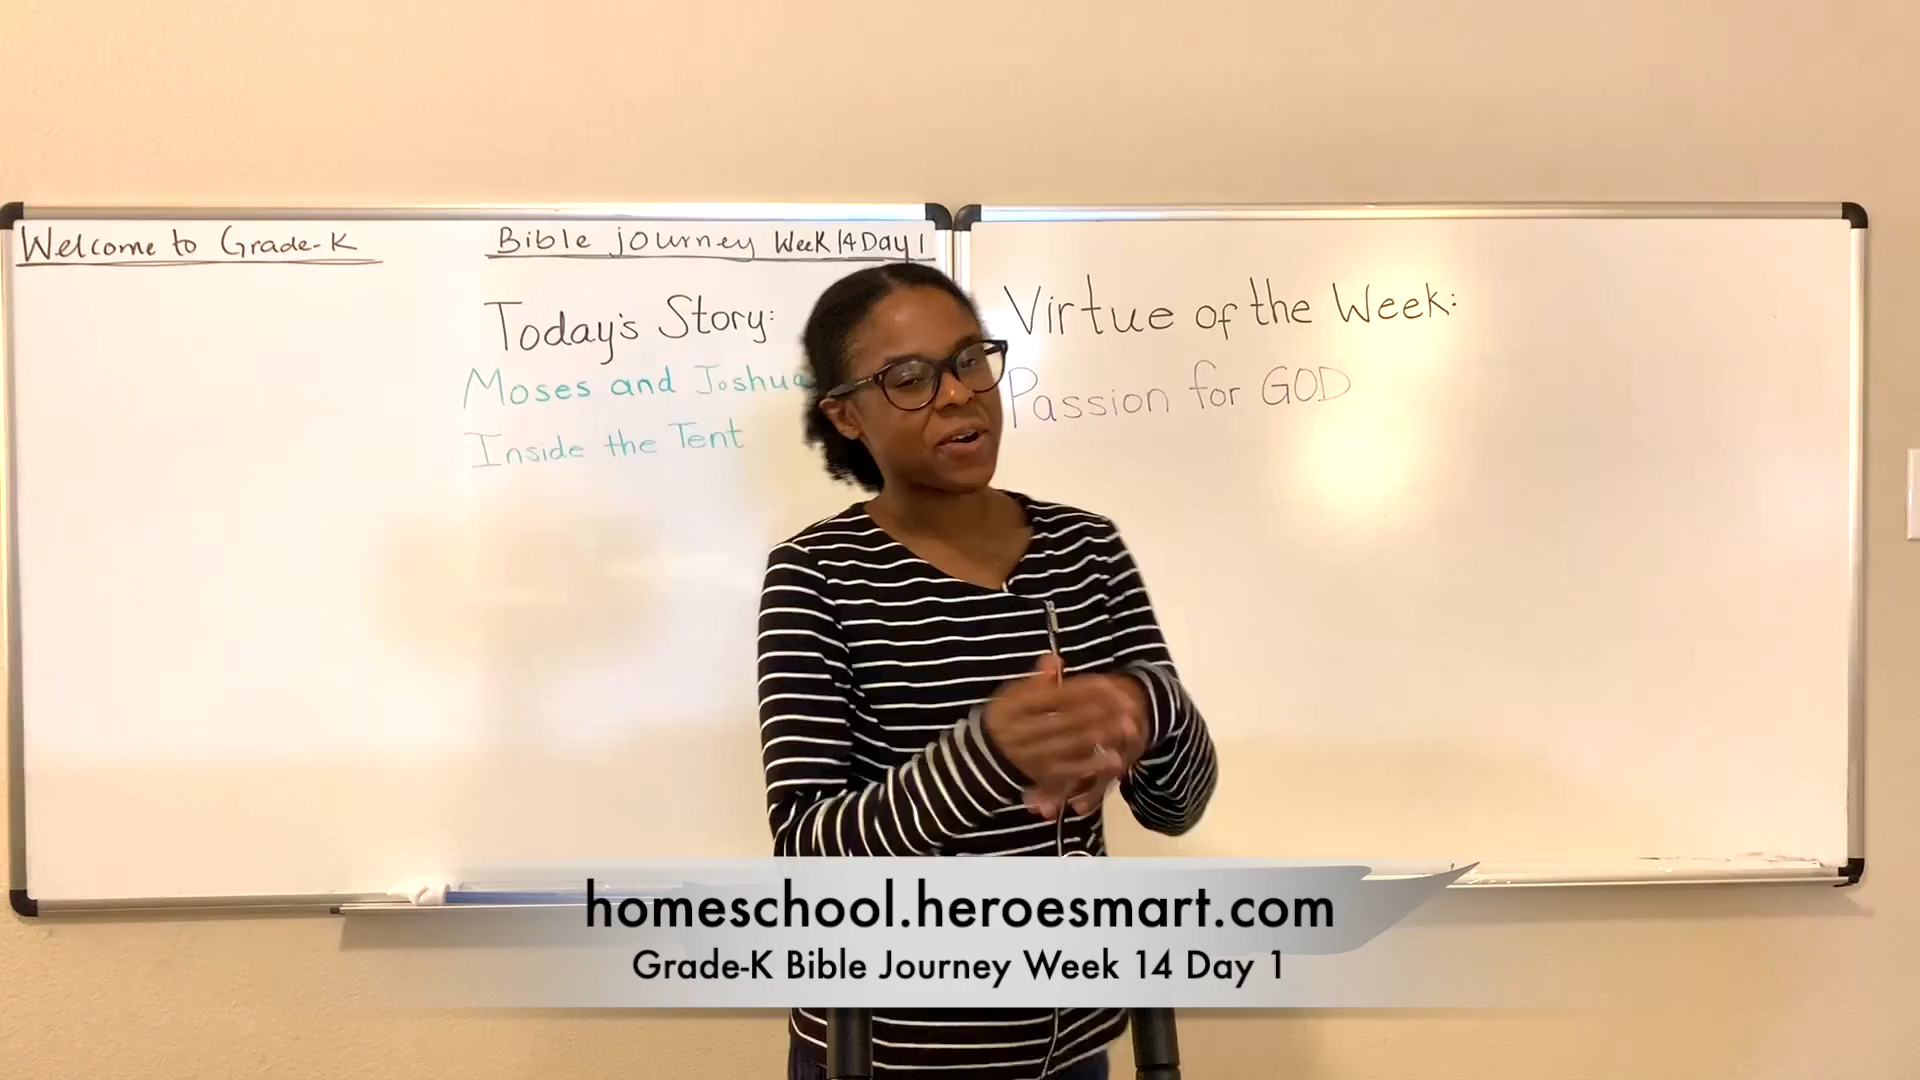 Welcome to Grade-K
Bible journey Week 14 Day 1
Today's Story:
Moses and Joshua
Inside the Tent
Virtue of the Week:
Passion for GOD
homeschool.heroesmart.com
Grade-K Bible Journey Week 14 Day 1